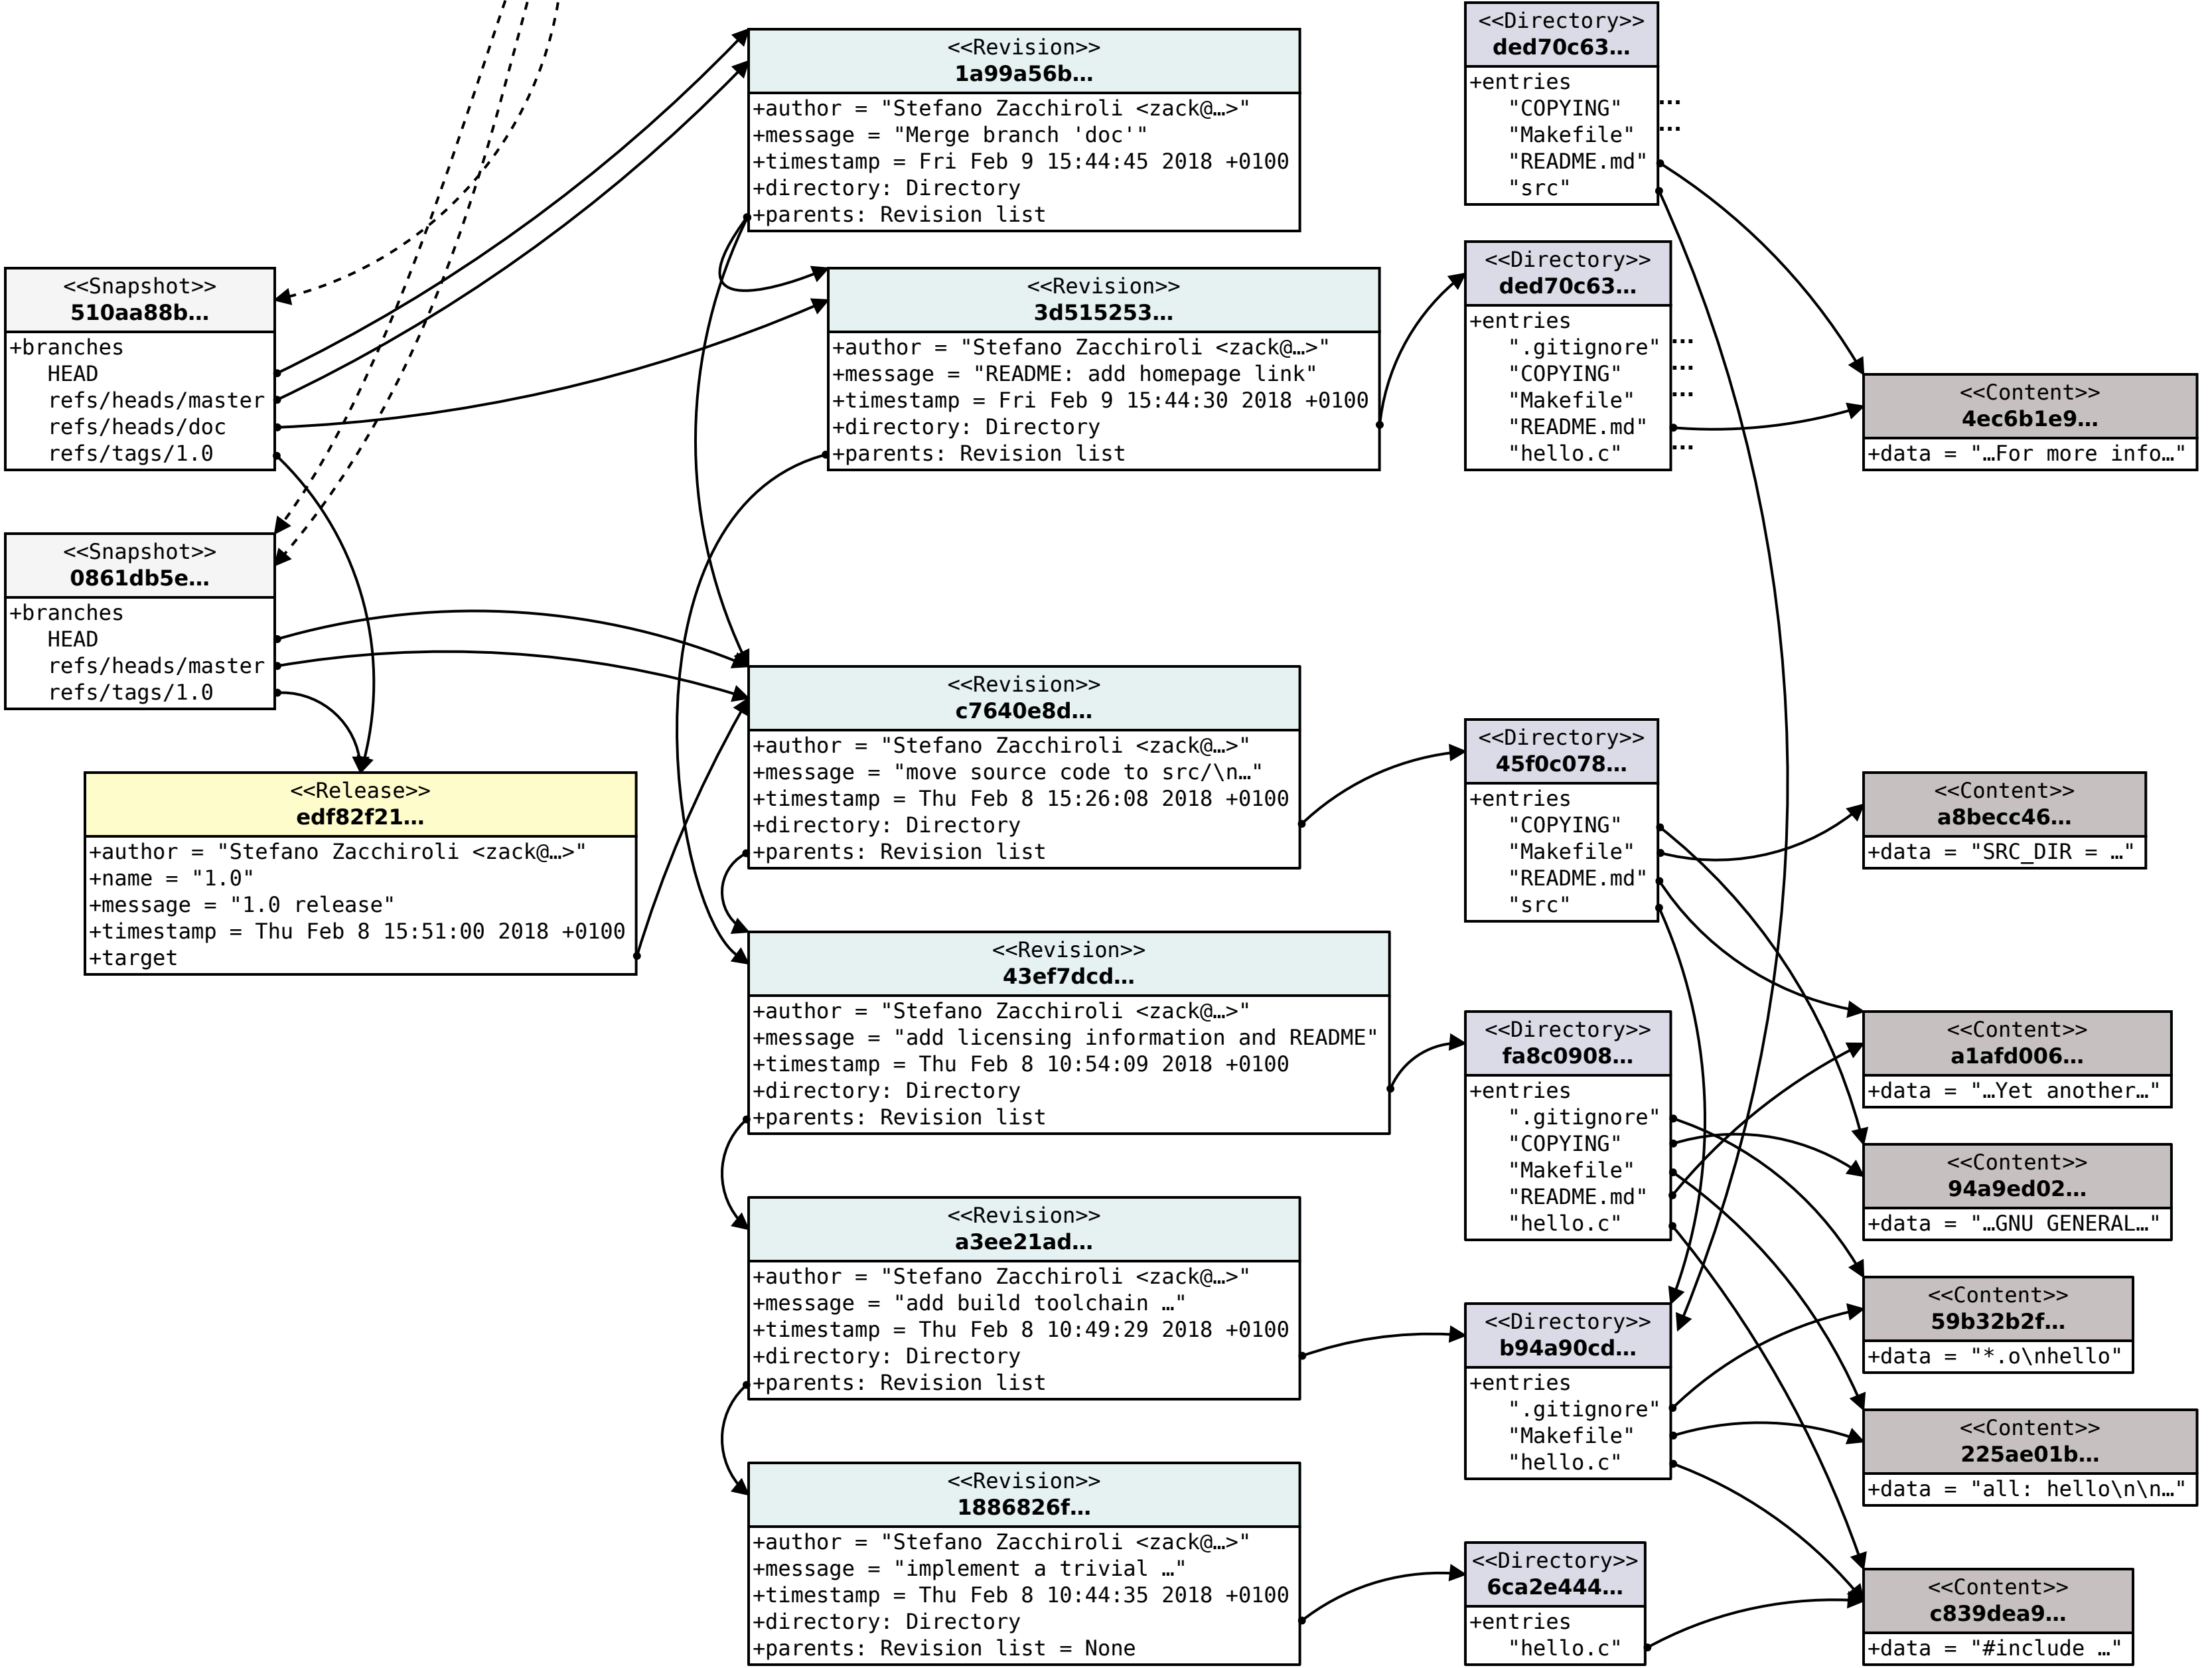 <<Revision>>
1a99a56b…
+author = "Stefano Zacchiroli <zack@…>"
+message = "Merge branch 'doc'"
+timestamp = Fri Feb 9 15:44:45 2018 +0100
+directory: Directory
+parents: Revision list
<<Directory>>
ded70c63…
+entries
"COPYING" …
"Makefile" …
"README.md"
"src"
<<Snapshot>>
510aa88b…
+branches
HEAD
refs/heads/master
refs/heads/doc
refs/tags/1.0
<<Revision>>
3d515253…
+author = "Stefano Zacchiroli <zack@…>"
+message = "README: add homepage link"
+timestamp = Fri Feb 9 15:44:30 2018 +0100
+directory: Directory
+parents: Revision list
<<Directory>>
ded70c63…
+entries
".gitignore" …
"COPYING" …
"Makefile" …
"README.md"
"hello.c" …
<<Content>>
4ec6b1e9…
+data = "…For more info…"
<<Snapshot>>
0861db5e…
+branches
HEAD
refs/heads/master
refs/tags/1.0
<<Release>>
edf82f21…
+author = "Stefano Zacchiroli <zack@…>"
+name = "1.0"
+message = "1.0 release"
+timestamp = Thu Feb 8 15:51:00 2018 +0100
+target
<<Revision>>
c7640e8d…
+author = "Stefano Zacchiroli <zack@…>"
+message = "move source code to src/\n…"
+timestamp = Thu Feb 8 15:26:08 2018 +0100
+directory: Directory
+parents: Revision list
<<Directory>>
45f0c078…
+entries
"COPYING"
"Makefile"
"README.md"
"src"
<<Content>>
a8becc46…
+data = "SRC_DIR = …"
<<Revision>>
43ef7dcd…
+author = "Stefano Zacchiroli <zack@…>"
+message = "add licensing information and README"
+timestamp = Thu Feb 8 10:54:09 2018 +0100
+directory: Directory
+parents: Revision list
<<Directory>>
fa8c0908…
+entries
".gitignore"
"COPYING"
"Makefile"
"README.md"
"hello.c"
<<Content>>
a1afd006…
+data = "…Yet another…"
<<Content>>
94a9ed02…
+data = "…GNU GENERAL…"
<<Revision>>
a3ee21ad…
+author = "Stefano Zacchiroli <zack@…>"
+message = "add build toolchain …"
+timestamp = Thu Feb 8 10:49:29 2018 +0100
+directory: Directory
+parents: Revision list
<<Directory>>
b94a90cd…
+entries
".gitignore"
"Makefile"
"hello.c"
<<Content>>
59b32b2f…
+data = "*.o\nhello"
<<Content>>
225ae01b…
+data = "all: hello\n\n…"
<<Revision>>
1886826f…
+author = "Stefano Zacchiroli <zack@…>"
+message = "implement a trivial …"
+timestamp = Thu Feb 8 10:44:35 2018 +0100
+directory: Directory
+parents: Revision list = None
<<Directory>>
6ca2e444…
+entries
"hello.c"
<<Content>>
c839dea9…
+data = "#include …"